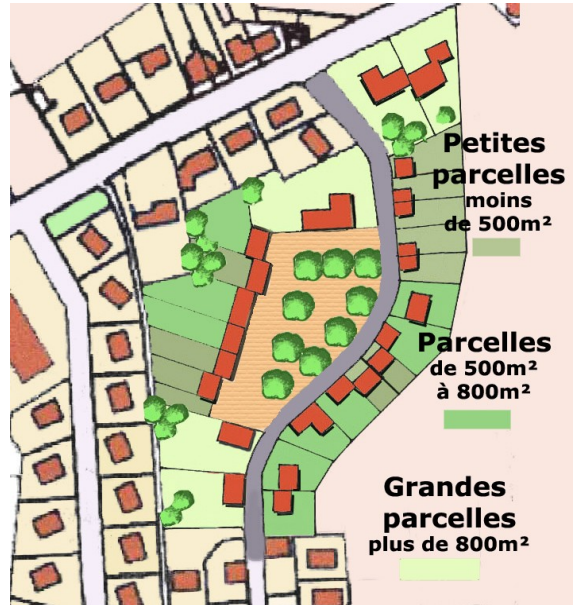 Petites
parcelles
moins
de 500m²
Parcelles
de 500m²
à 800m²
Grandes
parcelles
plus de 800m²